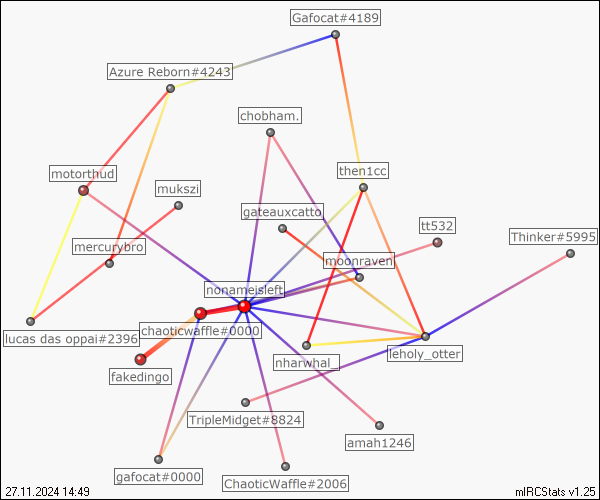 Gafocat#4189
Azure Reborn#4243
chobham.
motorthud
then1cc
mukszi
gateauxcatto
tt532
Thinker#5995
mercurybro
moonraven
nonameisleft
chaoticwaffle#0000
lucas das oppai#2396
leholy_otter
nharwhal_
fakedingo
TripleMidget#8824
amah1246
gafocat#0000
ChaoticWaffle#2006
27.11.2024 14:49
mIRCStats v1.25